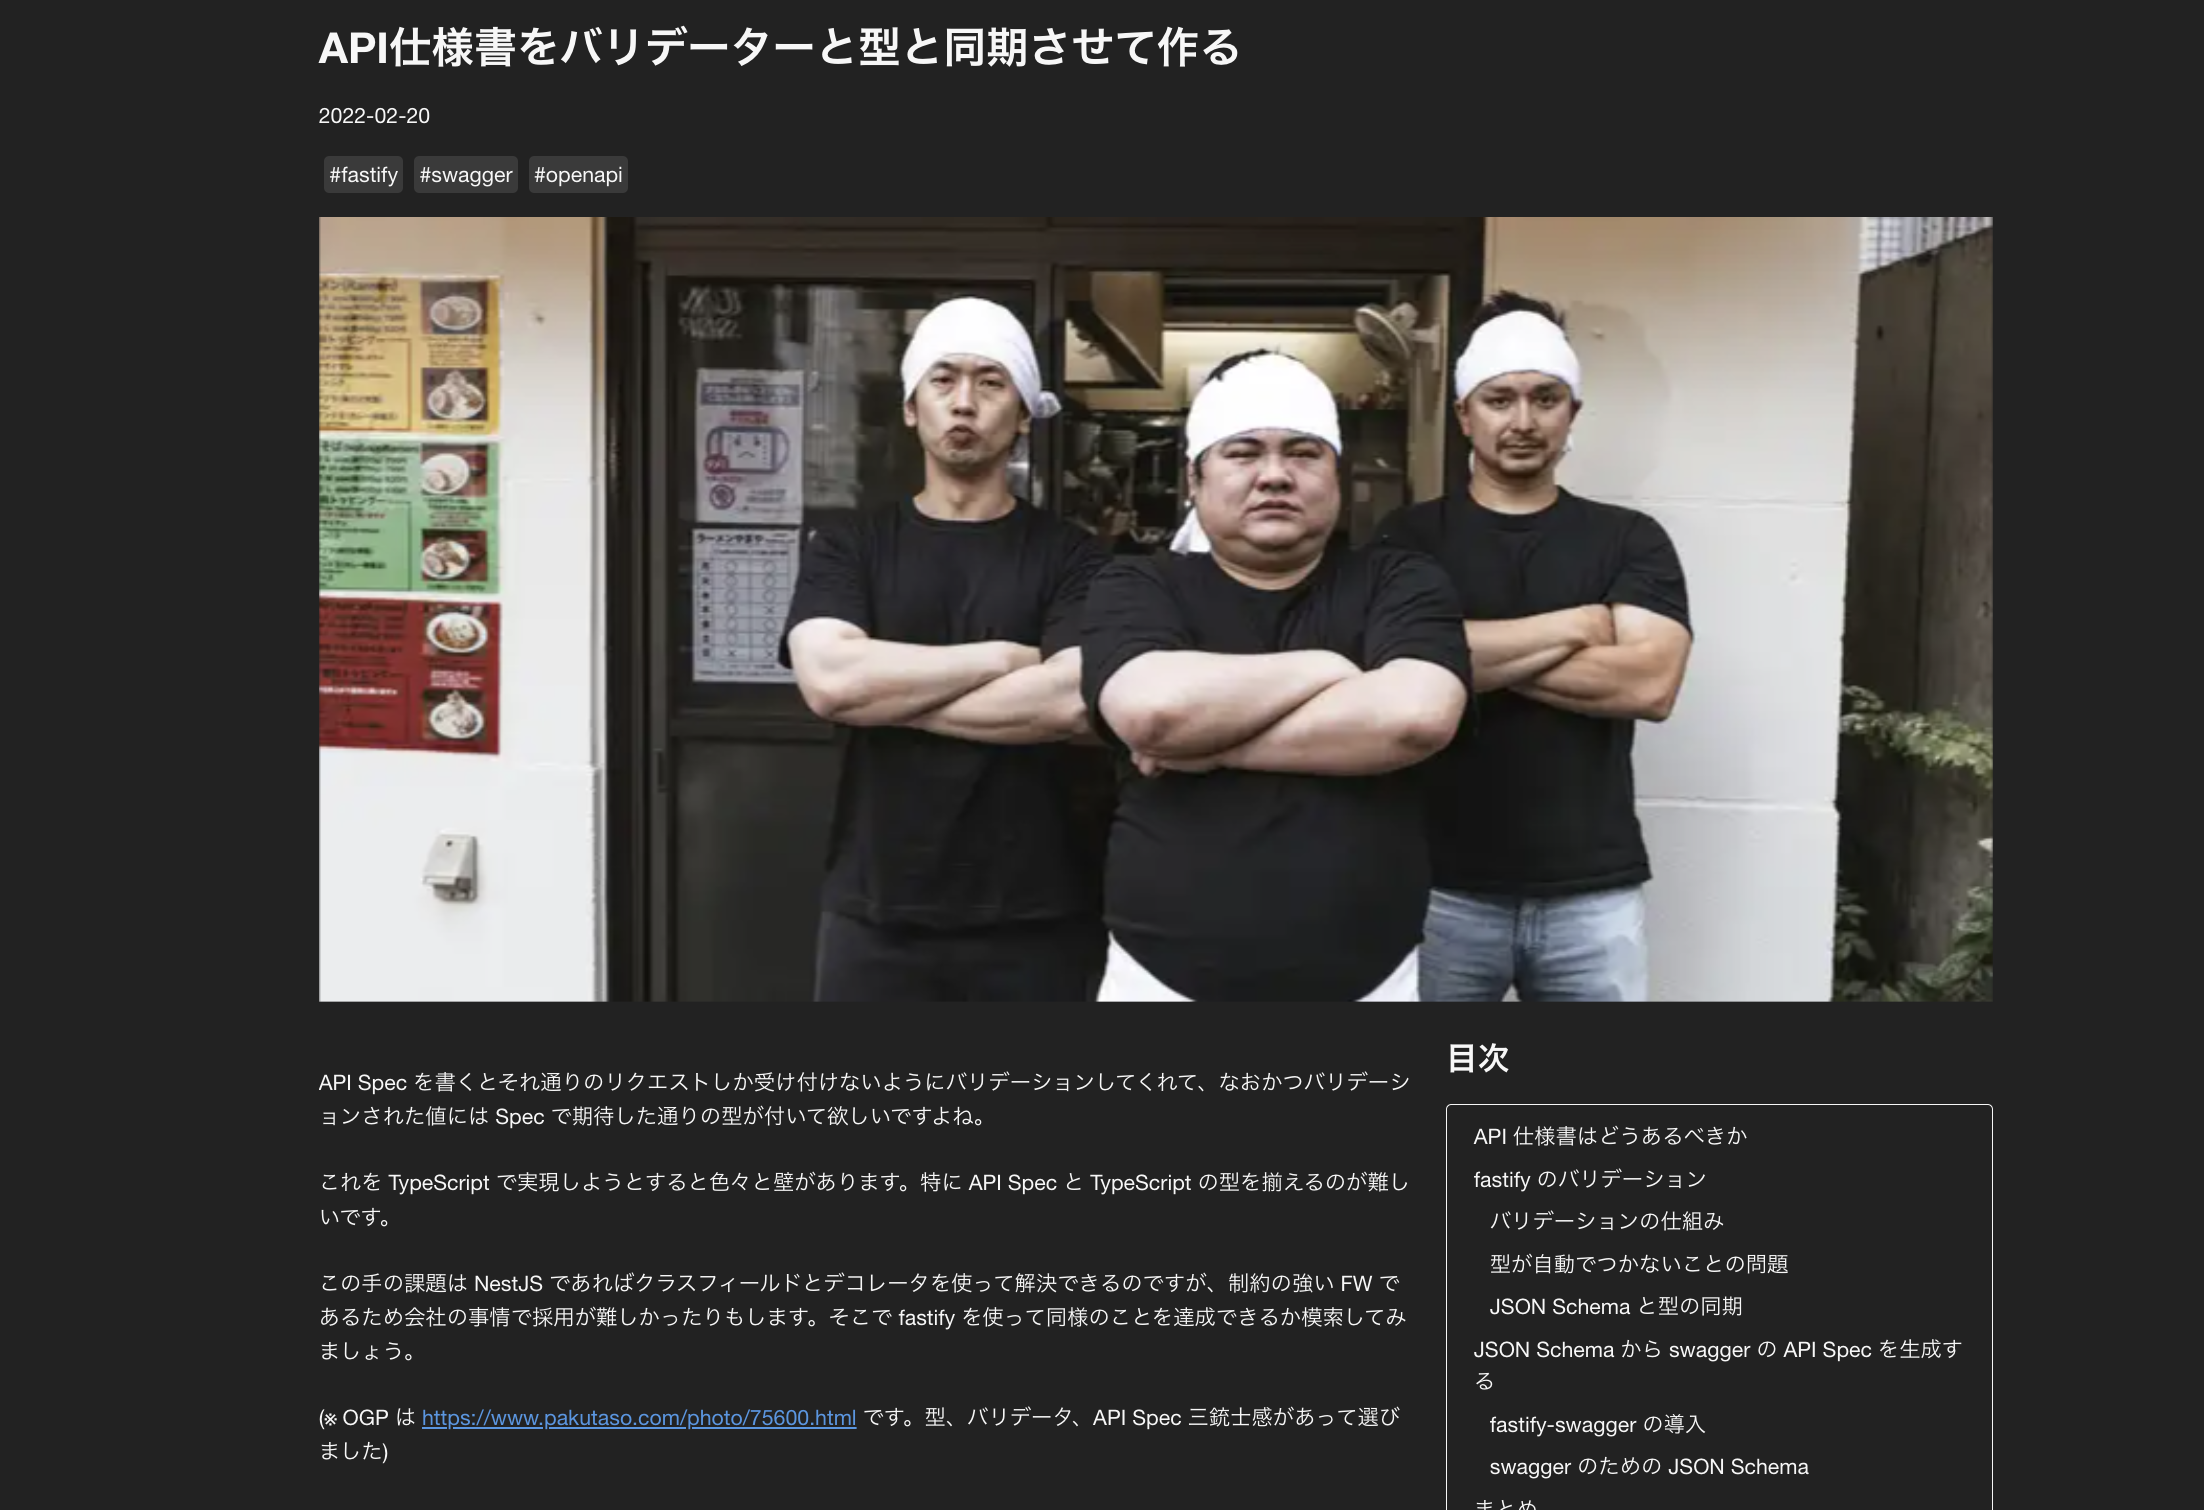 API仕様書をバリデーターと型と同期させて作る
2022-02-20
#fastify #swagger #openapi
ラーメンやまや
API Spec を書くとそれ通りのリクエストしか受け付けないようにバリデーションしてくれて、なおかつバリデーシ
ョンされた値には Spec で期待した通りの型が付いて欲しいですよね。
これを TypeScript で実現しようとすると色々と壁があります。特に API Spec と TypeScript の型を揃えるのが難し
いです。
この手の課題は NestJS であればクラスフィールドとデコレータを使って解決できるのですが、制約の強い FW で
あるため会社の事情で採用が難しかったりもします。そこで fastify を使って同様のことを達成できるか模索してみ
ましょう。
(※ OGP は https://www.pakutaso.com/photo/75600.html です。型、バリデータ、API Spec 三銃士感があって選び
ました)
目次
API 仕様書はどうあるべきか
fastify のバリデーション
バリデーションの仕組み
型が自動でつかないことの問題
JSON Schema と型の同期
JSON Schema から swagger の API Spec を生成す
る
fastify-swagger の導入
swagger のための JSON Schema
まとめ